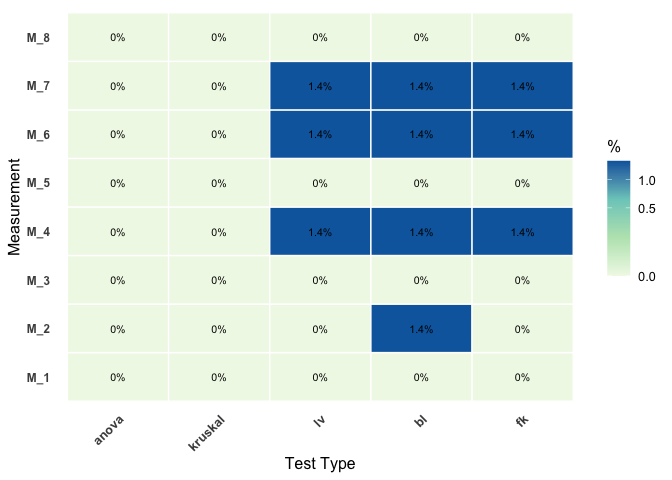 M_8 0% 0% 0% 0% 0%
M_7 0% 0% 1.4% 1.4% 1.4%
M_6 0% 0% 1.4% 1.4% 1.4%
M_5 0% 0% 0% 0% 0%
M_4 0% 0% 1.4% 1.4% 1.4%
M_3 0% 0% 0% 0% 0%
M_2 0% 0% 0% 1.4% 0%
M_1 0% 0% 0% 0% 0%
Measurement
anova kruskal lv bl fk
Test Type
%
1.0
0.5
0.0